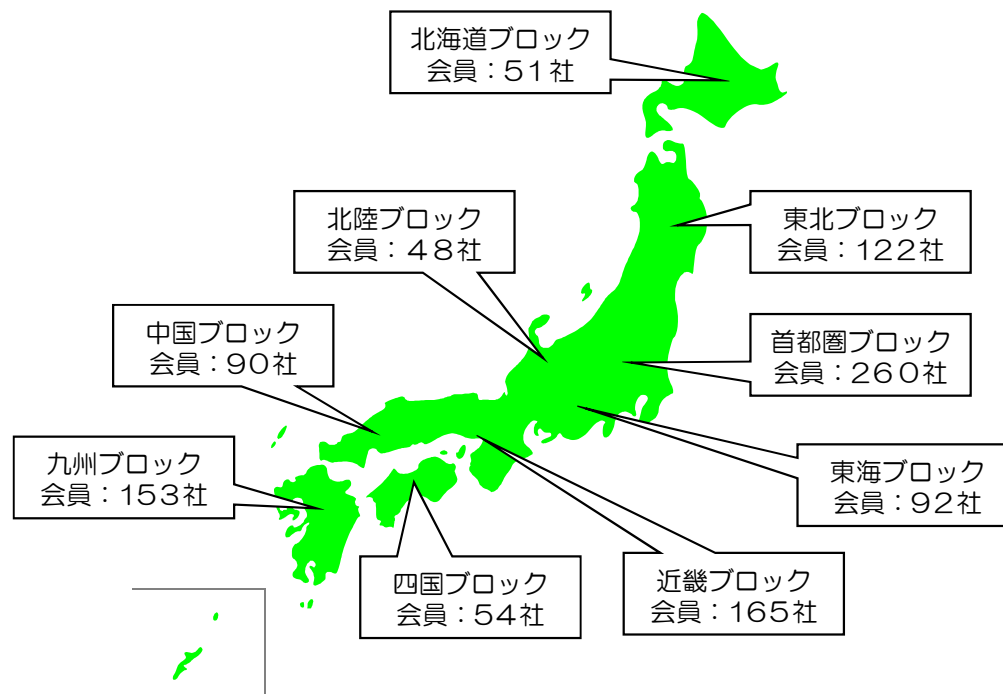 北海道ブロック
会員：５１社
北陸ブロック
会員：４８社
東北ブロック
会員：１２２社
中国ブロック
会員：９０社
首都圏ブロック
会員：２６０社
九州ブロック
会員：１５３社
東海ブロック
会員：９２社
四国ブロック
会員：５４社
近畿ブロック
会員：１６５社